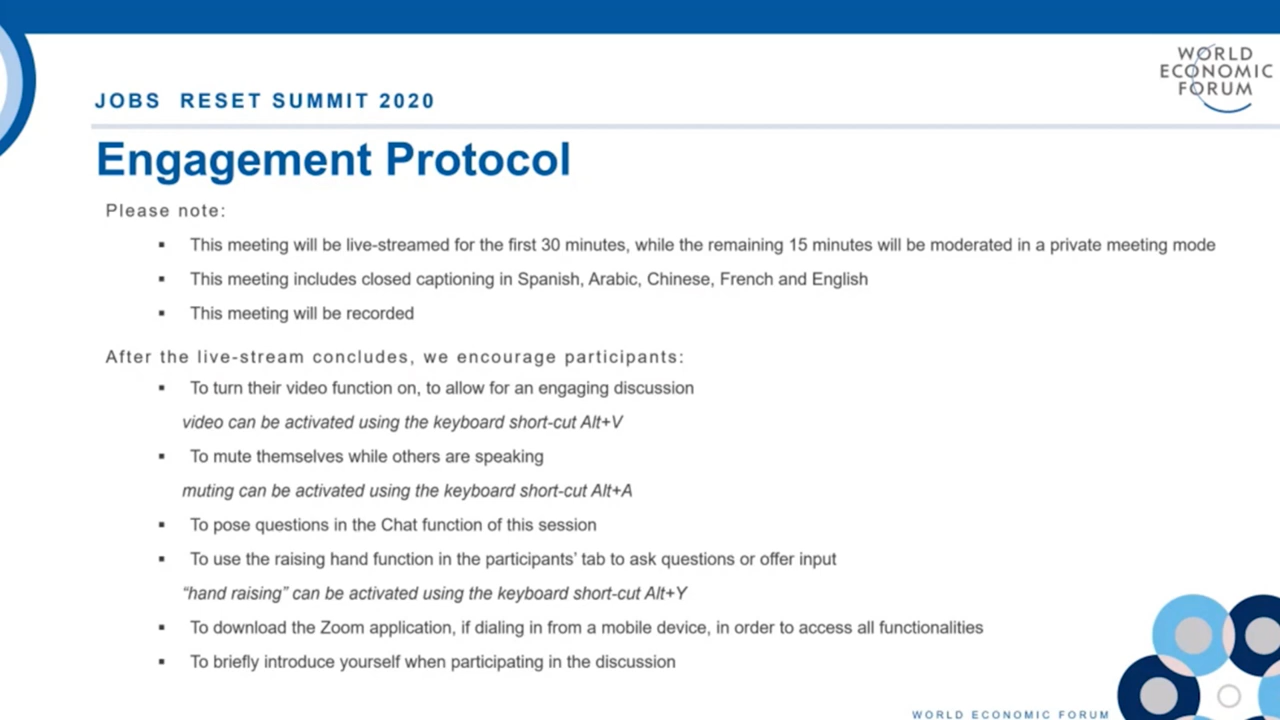 WORLD
ECONOMIC
FORUM
JOBS RESET SUMMIT 2020
Engagement Protocol
Please note:
▪ This meeting will be live-streamed for the first 30 minutes, while the remaining 15 minutes will be moderated in a private meeting mode
▪ This meeting includes closed captioning in Spanish, Arabic, Chinese, French and English
▪ This meeting will be recorded
After the live-stream concludes, we encourage participants:
▪ To turn their video function on, to allow for an engaging discussion
video can be activated using the keyboard short-cut Alt+V
▪ To mute themselves while others are speaking
muting can be activated using the keyboard short-cut Alt+A
▪ To pose questions in the Chat function of this session
▪ To use the raising hand function in the participants’ tab to ask questions or offer input
“hand raising” can be activated using the keyboard short-cut Alt+Y
▪ To download the Zoom application, if dialing in from a mobile device, in order to access all functionalities
▪ To briefly introduce yourself when participating in the discussion
WORLD ECONOMIC FORUM